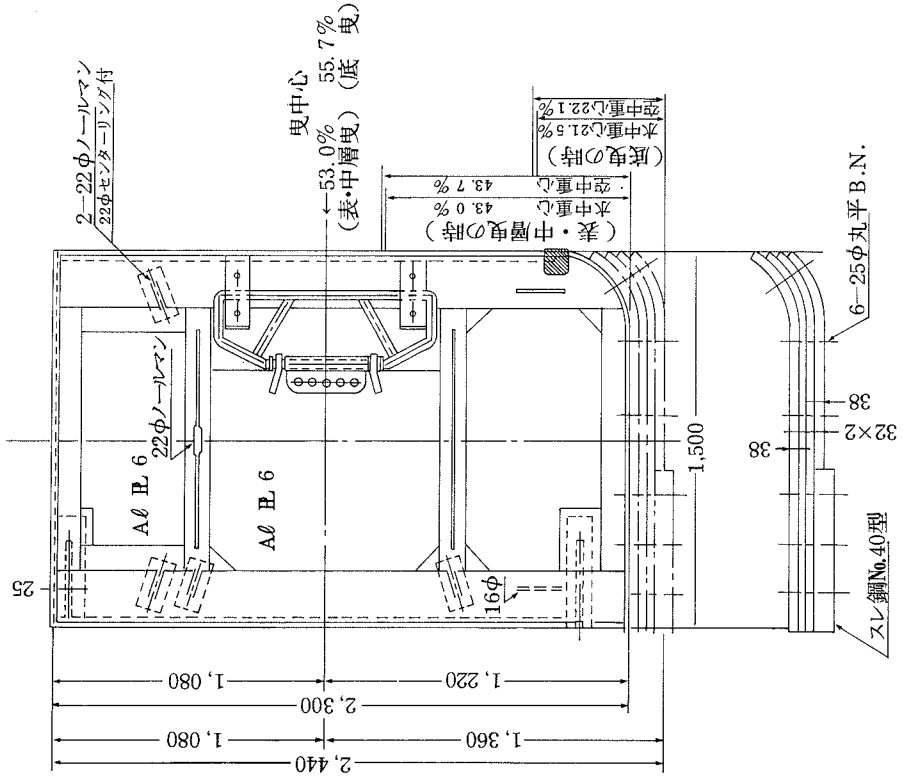 2-22φノールマン
22φセンターリング付
曳中心
53.0% 55.7%
(表・中層曳) (底 曳)
空中重心22.1%
水中重心21.5%
(底曳の時)
空中重心 43.7%
水中重心 43.0%
(表・中層曳の時)
22φノールマン
Aℓ PL 6
Aℓ PL 6
25
16φ
1,500
6-25φ丸平B.N.
38
32×2
38
スレ鋼No.40型
1,080
1,220
2,300
1,080
1,360
2,440